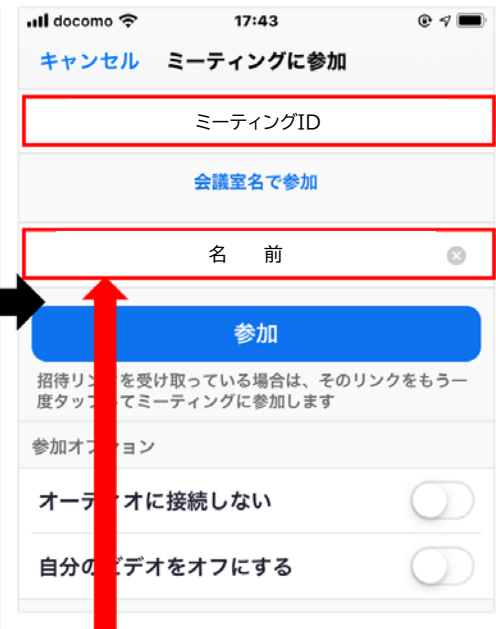 docomo 17:43
キャンセル ミーティングに参加
ミーティングID
会議室名で参加
名 前
参加
招待リン を受け取っている場合は、そのリンクをもう一
度タップ てミーティングに参加します
参加オ ション
オーデ オに接続しない
自分の デオをオフにする